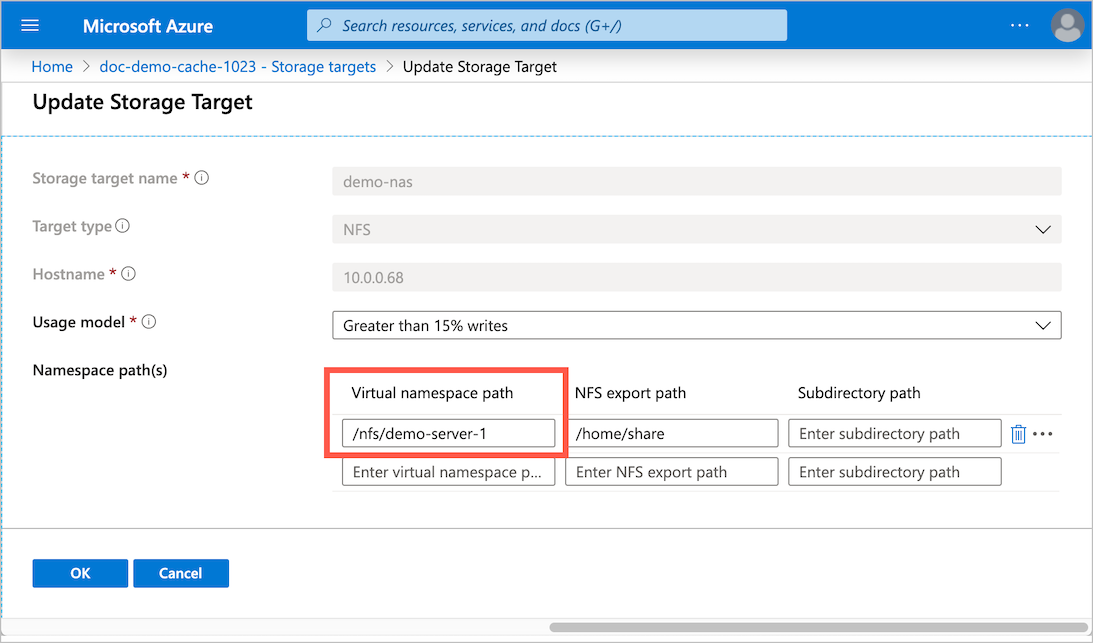 Microsoft Azure
Search resources, services, and docs (G+/)
Home > doc-demo-cache-1023 - Storage targets > Update Storage Target
Update Storage Target
Storage target name *
demo-nas
Target type
NFS
Hostname *
10.0.0.68
Usage model *
Greater than 15% writes
Namespace path(s)
Virtual namespace path NFS export path Subdirectory path
/nfs/demo-server-1 /home/share Enter subdirectory path
Enter virtual namespace p... Enter NFS export path Enter subdirectory path
OK Cancel